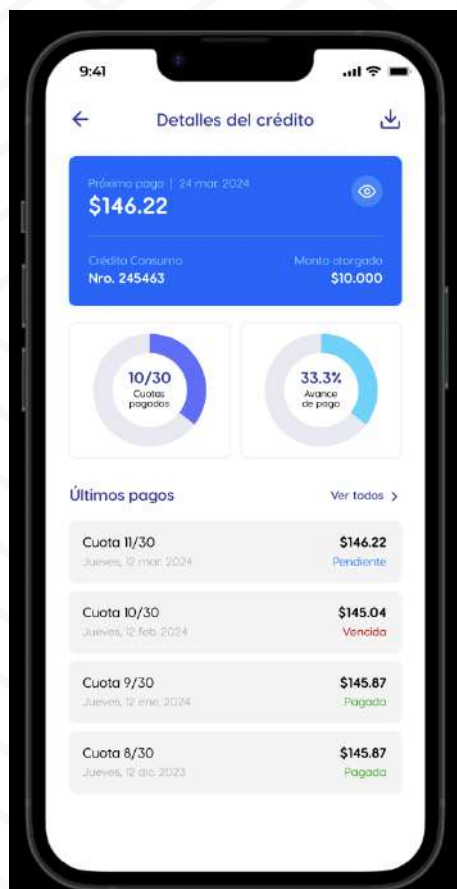 9:41
Detalles del crédito
Próximo pago | 24 mar 2024
$146.22
Crédito Consumo
Monto otorgado
Nro. 245463
$10.000
10/30
Cuotas
pagadas
33.3%
Avance
de pago
Últimos pagos
Ver todos
Cuota 11/30
$146.22
Jueves, 12 mar. 2024
Pendiente
Cuota 10/30
$145.04
Jueves, 12 feb. 2024
Vencida
Cuota 9/30
$145.87
Jueves, 12 ene. 2024
Pagada
Cuota 8/30
$145.87
Jueves, 12 dic. 2023
Pagada